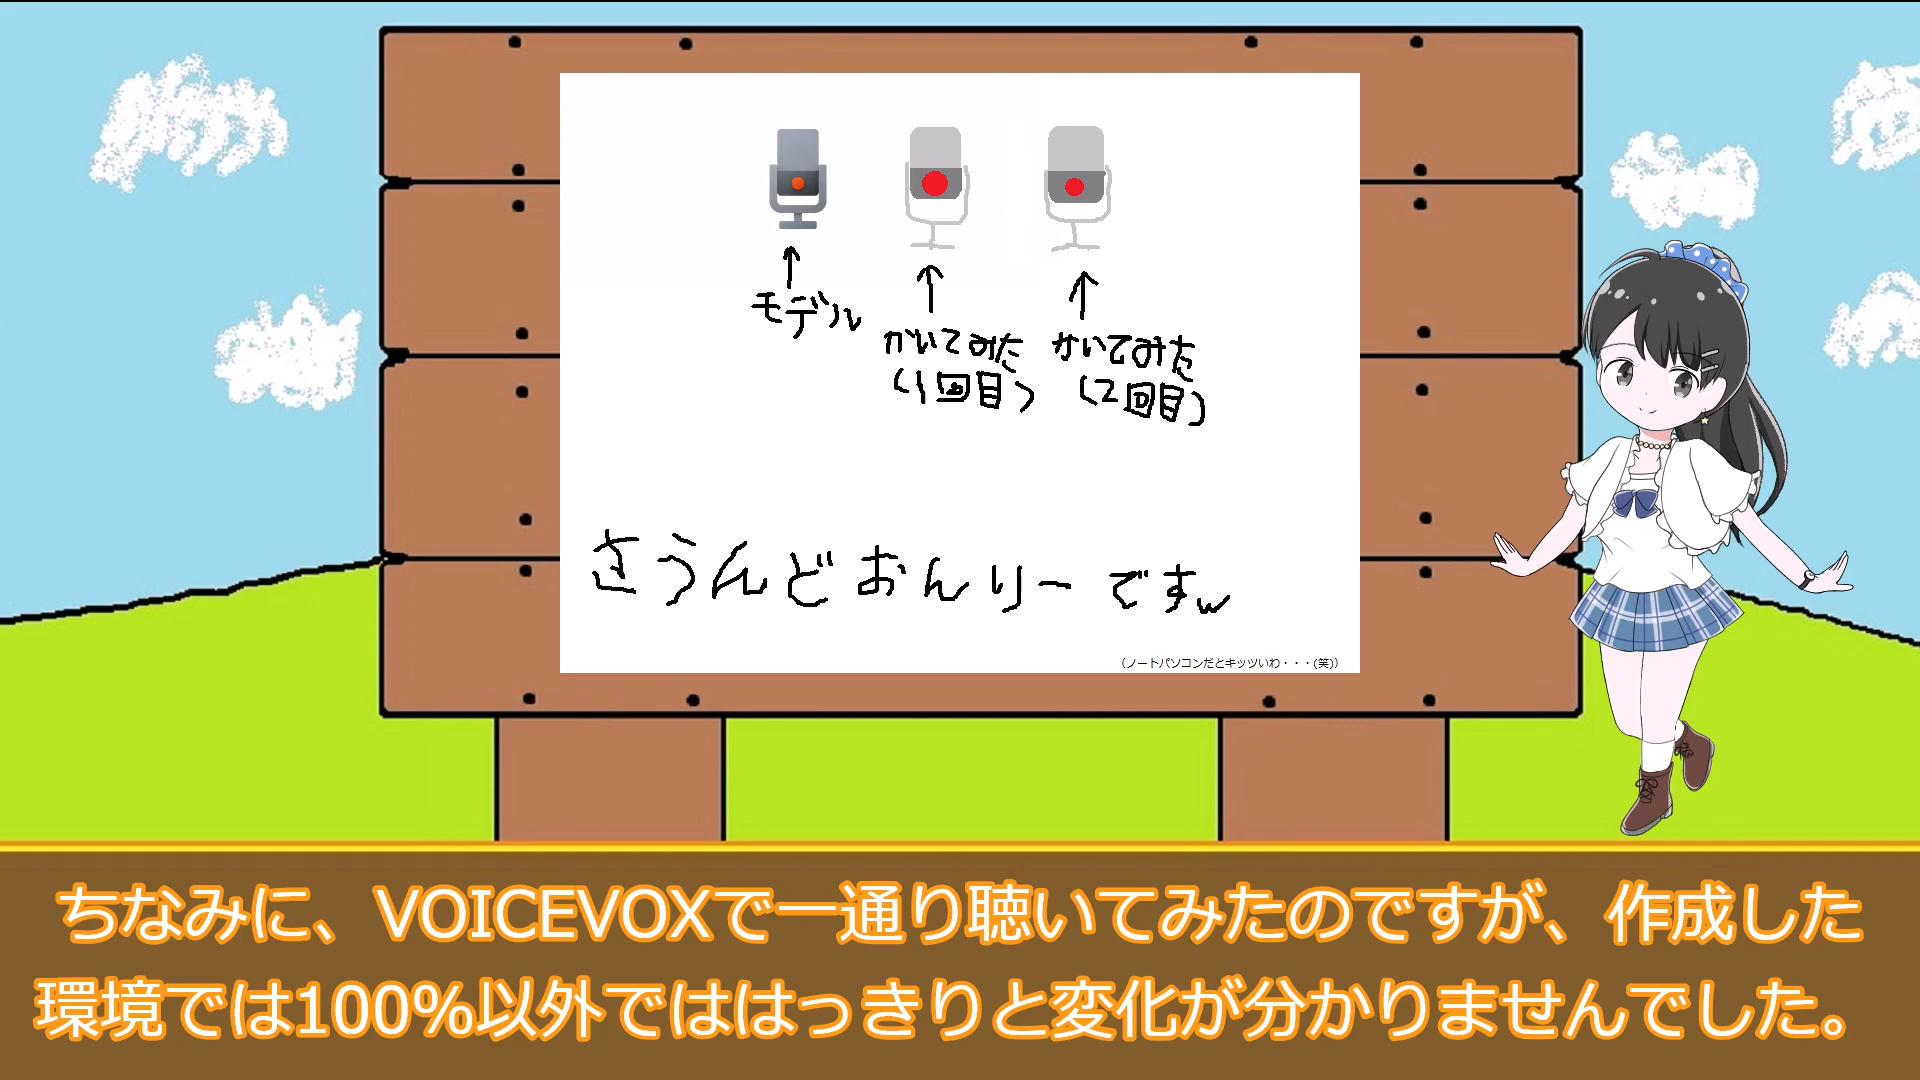 モデル
かいてみた
(1回目)
かいてみた
(2回目)
さうんどおんりーですw
（ノートパソコンだとキッツいわ・・・(笑)）
ちなみに、VOICEVOXで一通り聴いてみたのですが、作成した
環境では100%以外でははっきりと変化が分かりませんでした。